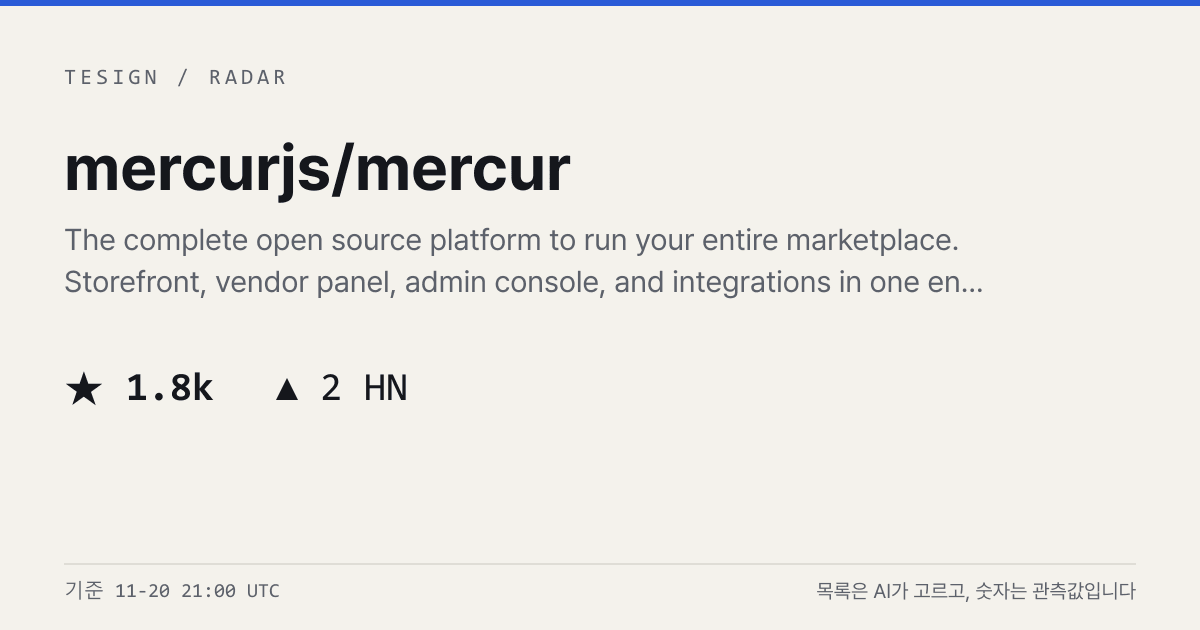 TESIGN / RADAR
mercurjs/mercur
The complete open source platform to run your entire marketplace.
Storefront, vendor panel, admin console, and integrations in one en…
★ 1.8k ▲ 2 HN
기준 11-20 21:00 UTC
목록은 AI가 고르고, 숫자는 관측값입니다